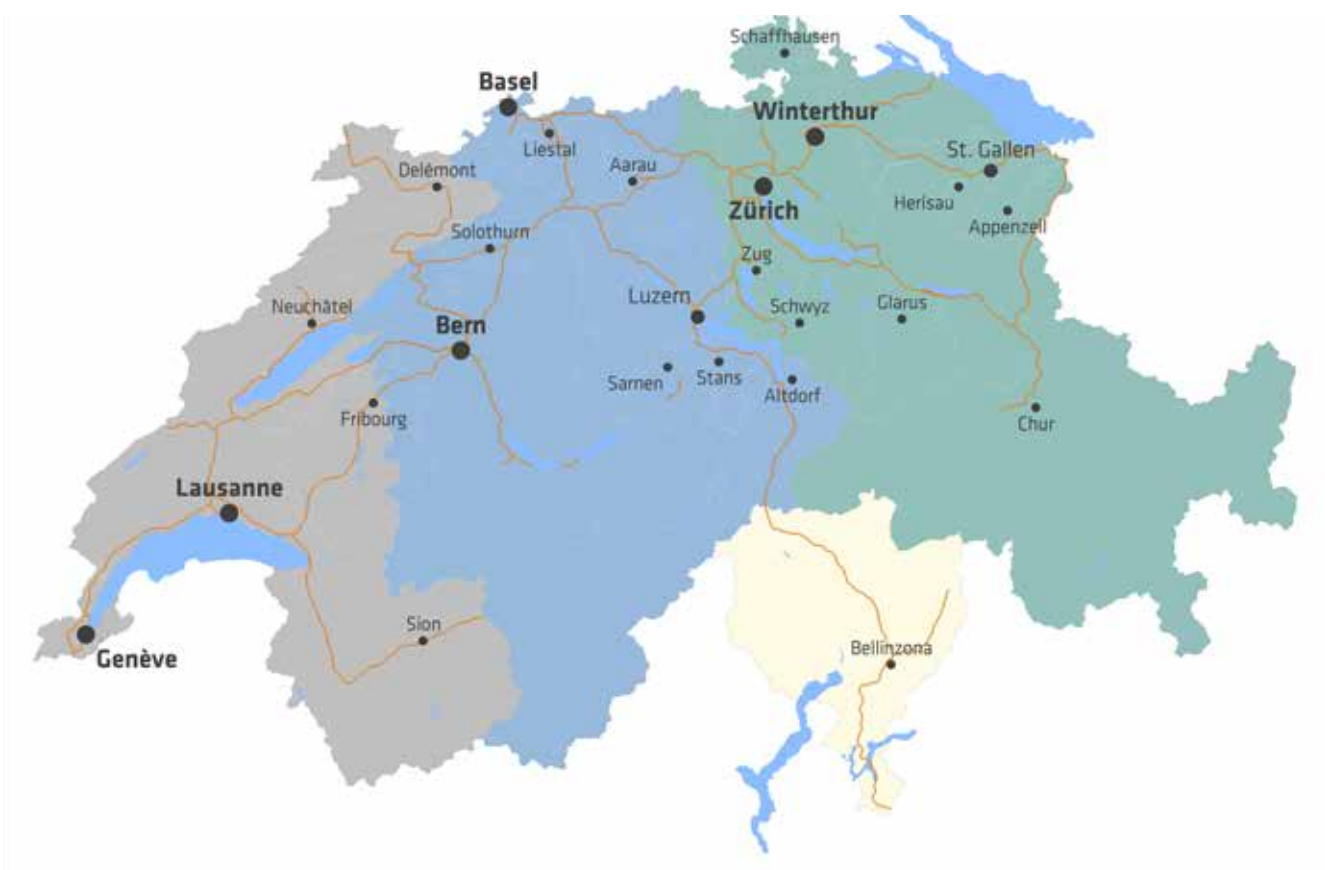 Schaffhausen
Basel
Winterthur
Liestal
St. Gallen
Delémont
Aarau
Herisau
Zürich
Appenzell
Solothurn
Zug
Neuchâtel
Luzern
Schwyz
Glarus
Bern
Sarnen
Stans
Altdorf
Fribourg
Chur
Lausanne
Sion
Bellinzona
Genève